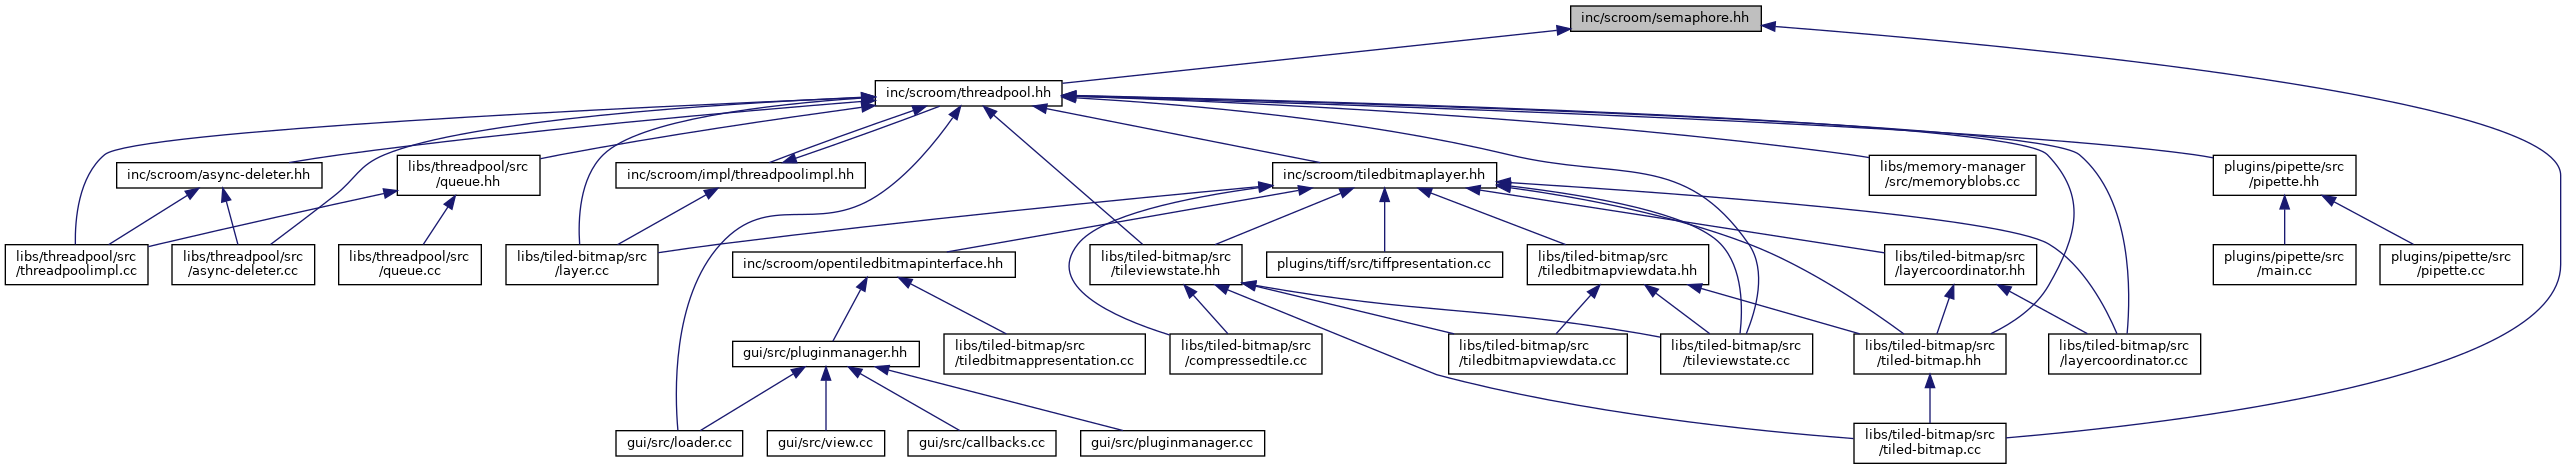 inc/scroom/semaphore.hh
inc/scroom/threadpool.hh
inc/scroom/async-deleter.hh
libs/threadpool/src
/queue.hh
inc/scroom/impl/threadpoolimpl.hh
inc/scroom/tiledbitmaplayer.hh
libs/memory-manager
/src/memoryblobs.cc
plugins/pipette/src
/pipette.hh
libs/threadpool/src
/threadpoolimpl.cc
libs/threadpool/src
/async-deleter.cc
libs/threadpool/src
/queue.cc
libs/tiled-bitmap/src
/layer.cc
inc/scroom/opentiledbitmapinterface.hh
libs/tiled-bitmap/src
/tileviewstate.hh
plugins/tiff/src/tiffpresentation.cc
libs/tiled-bitmap/src
/tiledbitmapviewdata.hh
libs/tiled-bitmap/src
/layercoordinator.hh
plugins/pipette/src
/main.cc
plugins/pipette/src
/pipette.cc
gui/src/pluginmanager.hh
libs/tiled-bitmap/src
/tiledbitmappresentation.cc
libs/tiled-bitmap/src
/compressedtile.cc
libs/tiled-bitmap/src
/tiledbitmapviewdata.cc
libs/tiled-bitmap/src
/tileviewstate.cc
libs/tiled-bitmap/src
/tiled-bitmap.hh
libs/tiled-bitmap/src
/layercoordinator.cc
gui/src/loader.cc
gui/src/view.cc
gui/src/callbacks.cc
gui/src/pluginmanager.cc
libs/tiled-bitmap/src
/tiled-bitmap.cc